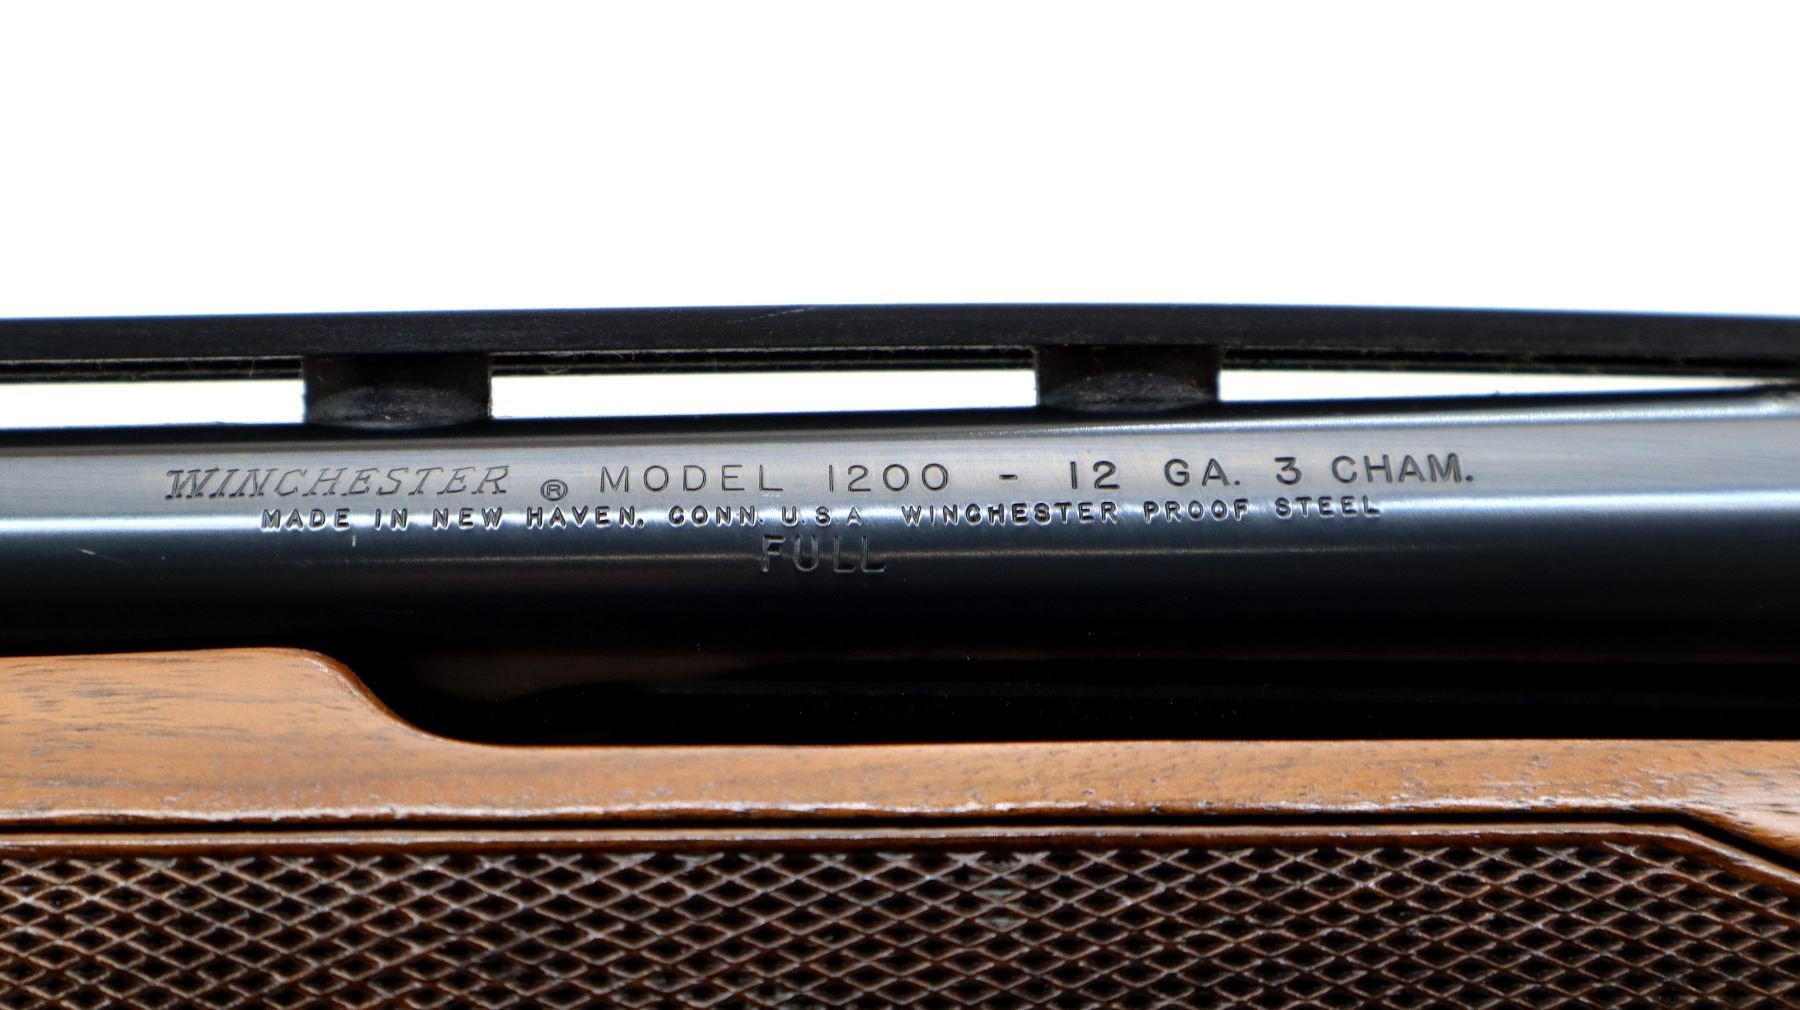 WINCHESTER ® MODEL 1200 - 12 GA. 3 CHAM.
MADE IN NEW HAVEN, CONN. U.S.A. WINCHESTER PROOF STEEL
FULL